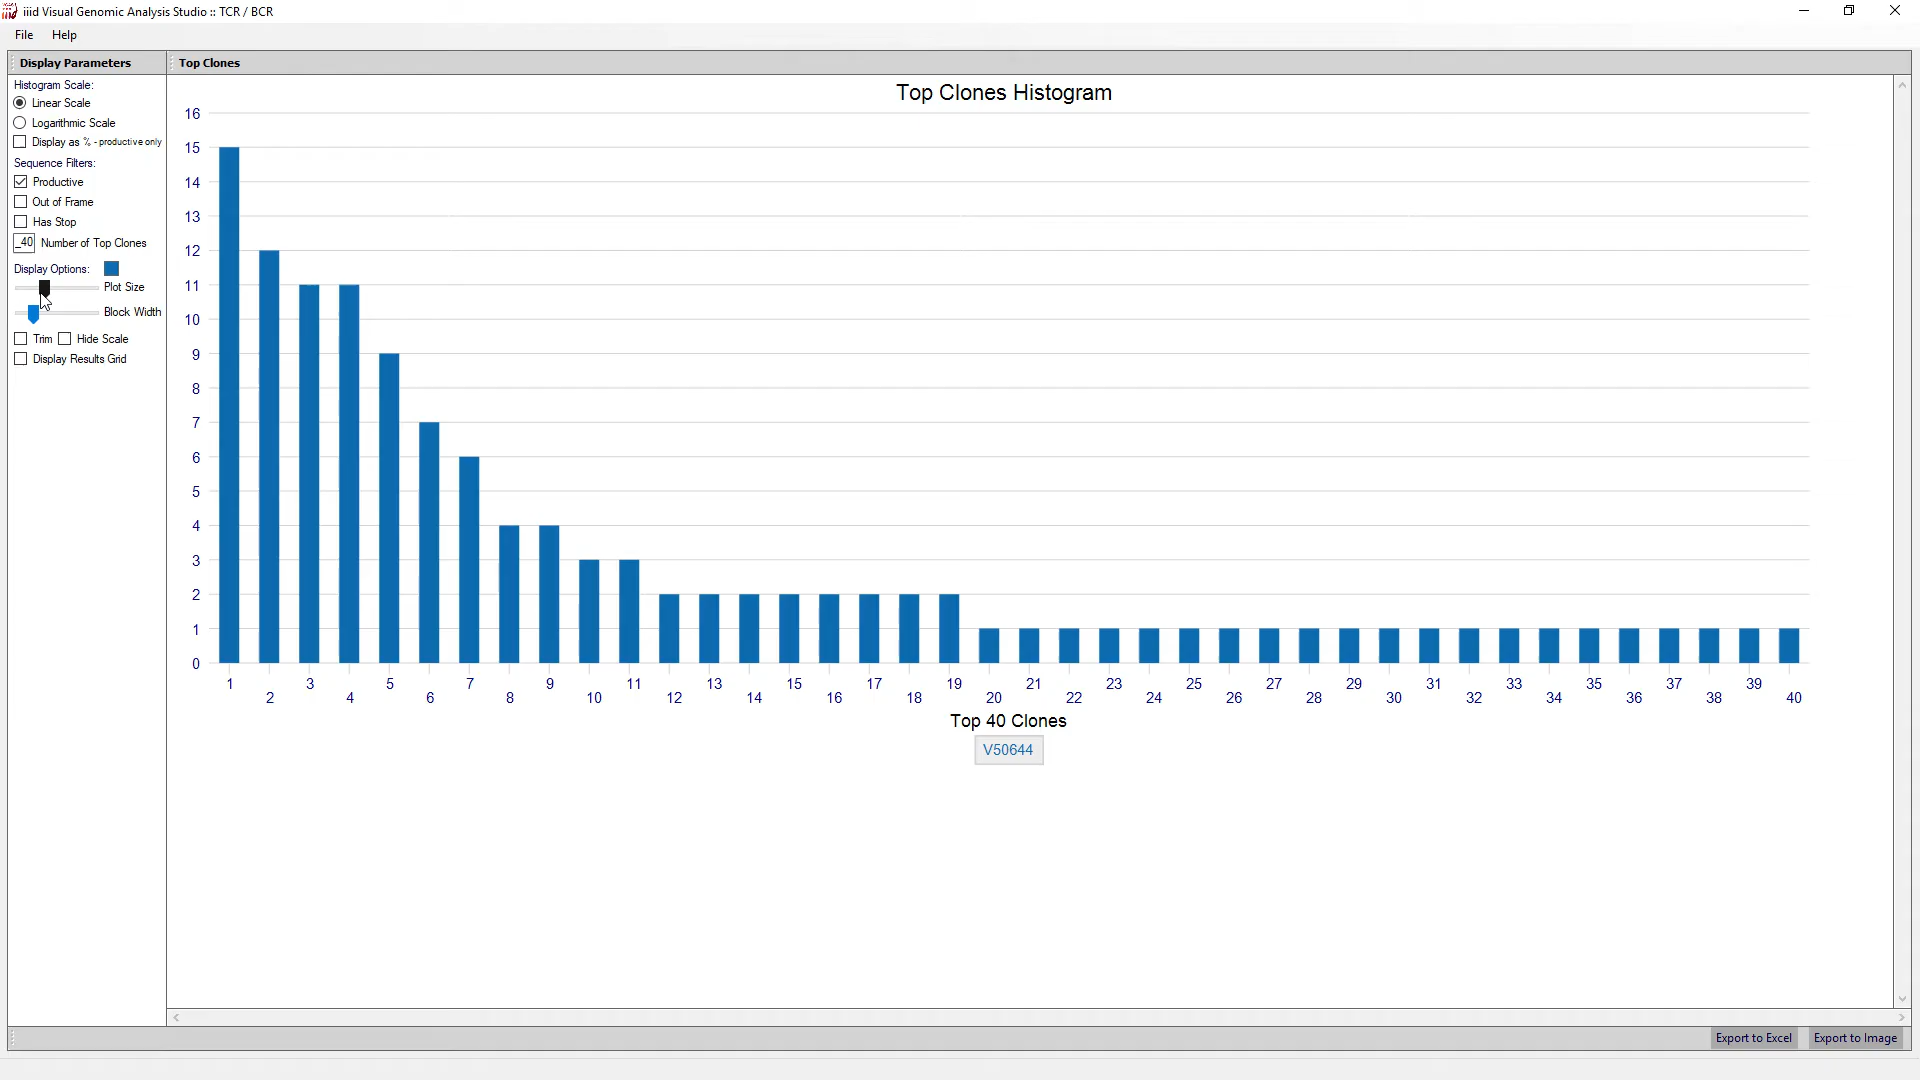 iiid Visual Genomic Analysis Studio :: TCR / BCR
File Help
Display Parameters
Top Clones
Histogram Scale:
Linear Scale
Logarithmic Scale
Display as % - productive only
Sequence Filters:
Productive
Out of Frame
Has Stop
_40 Number of Top Clones
Display Options:
Plot Size
Block Width
Trim Hide Scale
Display Results Grid
Top Clones Histogram
16
15
14
13
12
11
10
9
8
7
6
5
4
3
2
1
0
1 3 5 7 9 11 13 15 17 19 21 23 25 27 29 31 33 35 37 39
2 4 6 8 10 12 14 16 18 20 22 24 26 28 30 32 34 36 38 40
Top 40 Clones
V50644
Export to Excel Export to Image